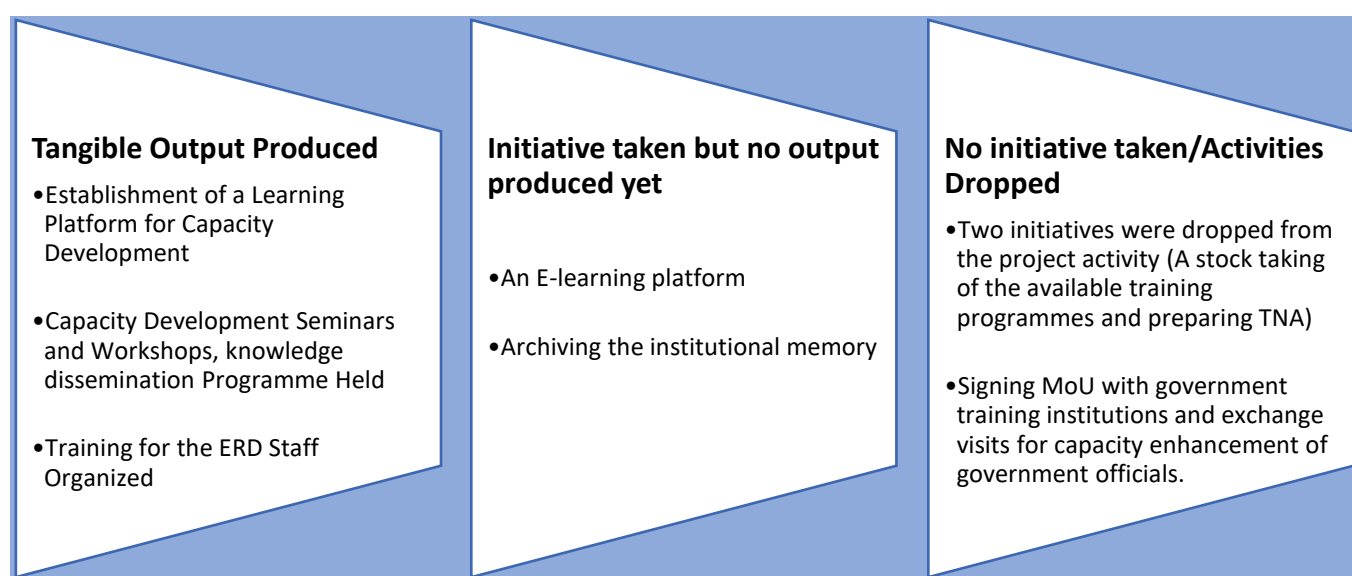 Tangible Output Produced
•Establishment of a Learning
Platform for Capacity
Development
•Capacity Development Seminars
and Workshops, knowledge
dissemination Programme Held
•Training for the ERD Staff
Organized
Initiative taken but no output
produced yet
•An E-learning platform
•Archiving the institutional memory
No initiative taken/Activities
Dropped
•Two initiatives were dropped from
the project activity (A stock taking
of the available training
programmes and preparing TNA)
•Signing MoU with government
training institutions and exchange
visits for capacity enhancement of
government officials.